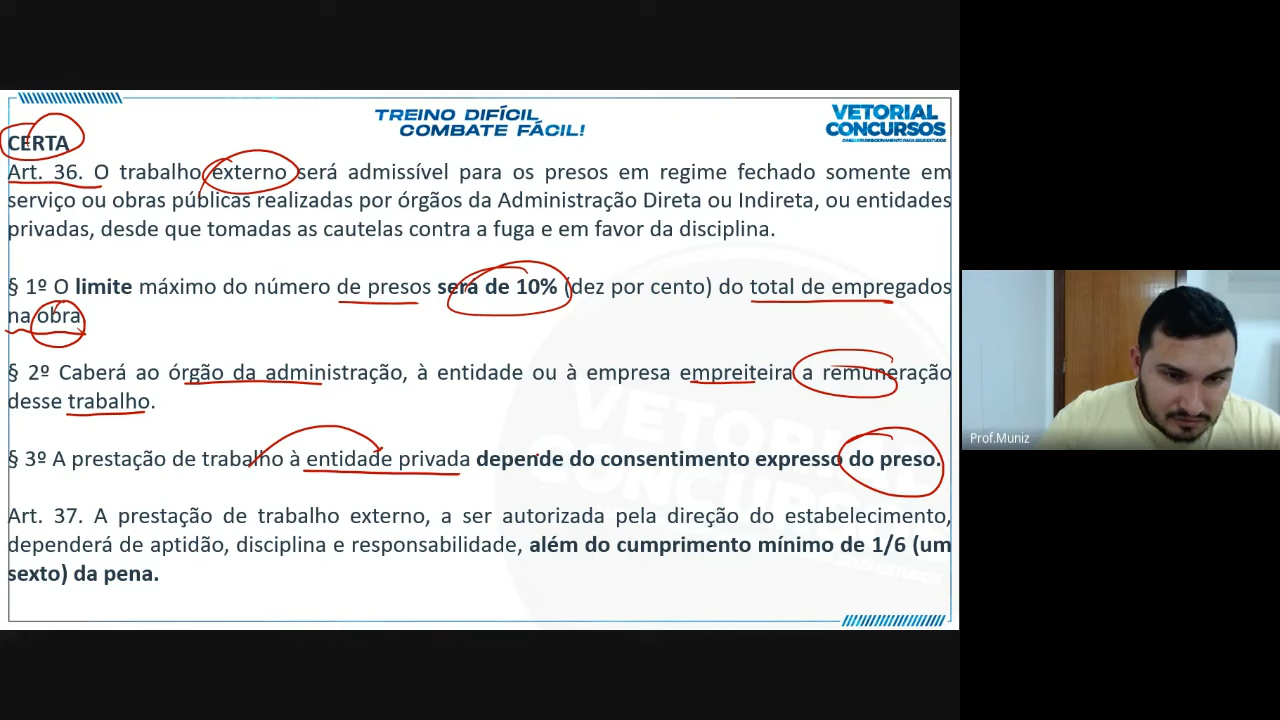 TREINO DIFÍCIL
COMBATE FÁCIL!
VETORIAL
CONCURSOS
CERTA
Art. 36. O trabalho externo será admissível para os presos em regime fechado somente em
serviço ou obras públicas realizadas por órgãos da Administração Direta ou Indireta, ou entidades
privadas, desde que tomadas as cautelas contra a fuga e em favor da disciplina.
§ 1º O limite máximo do número de presos será de 10% (dez por cento) do total de empregados
na obra.
§ 2º Caberá ao órgão da administração, à entidade ou à empresa empreiteira a remuneração
desse trabalho.
§ 3º A prestação de trabalho à entidade privada depende do consentimento expresso do preso.
Art. 37. A prestação de trabalho externo, a ser autorizada pela direção do estabelecimento,
dependerá de aptidão, disciplina e responsabilidade, além do cumprimento mínimo de 1/6 (um
sexto) da pena.
VETORIAL
CONCURSOS
SEUS ESTUDOS
Prof.Muniz